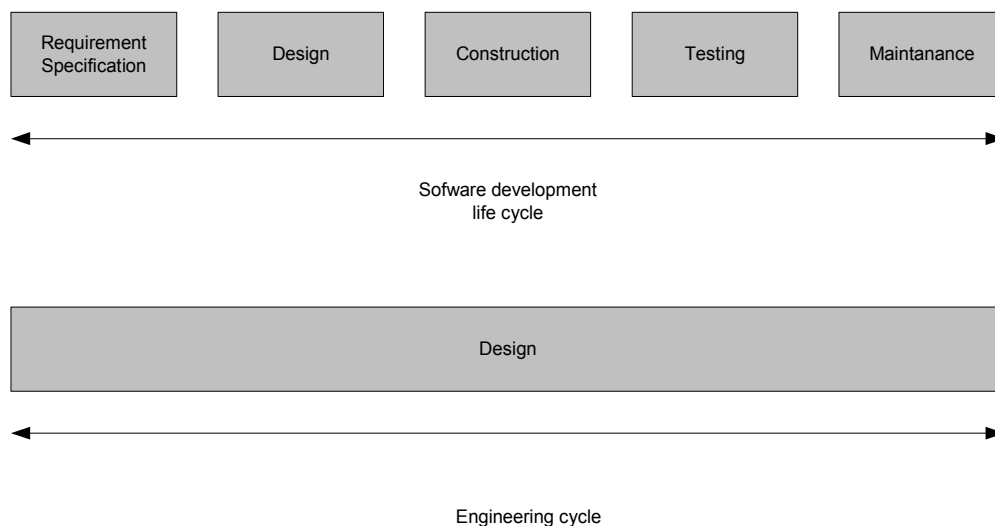 Requirement
Specification
Design
Construction
Testing
Maintanance
Sofware development
life cycle
Design
Engineering cycle